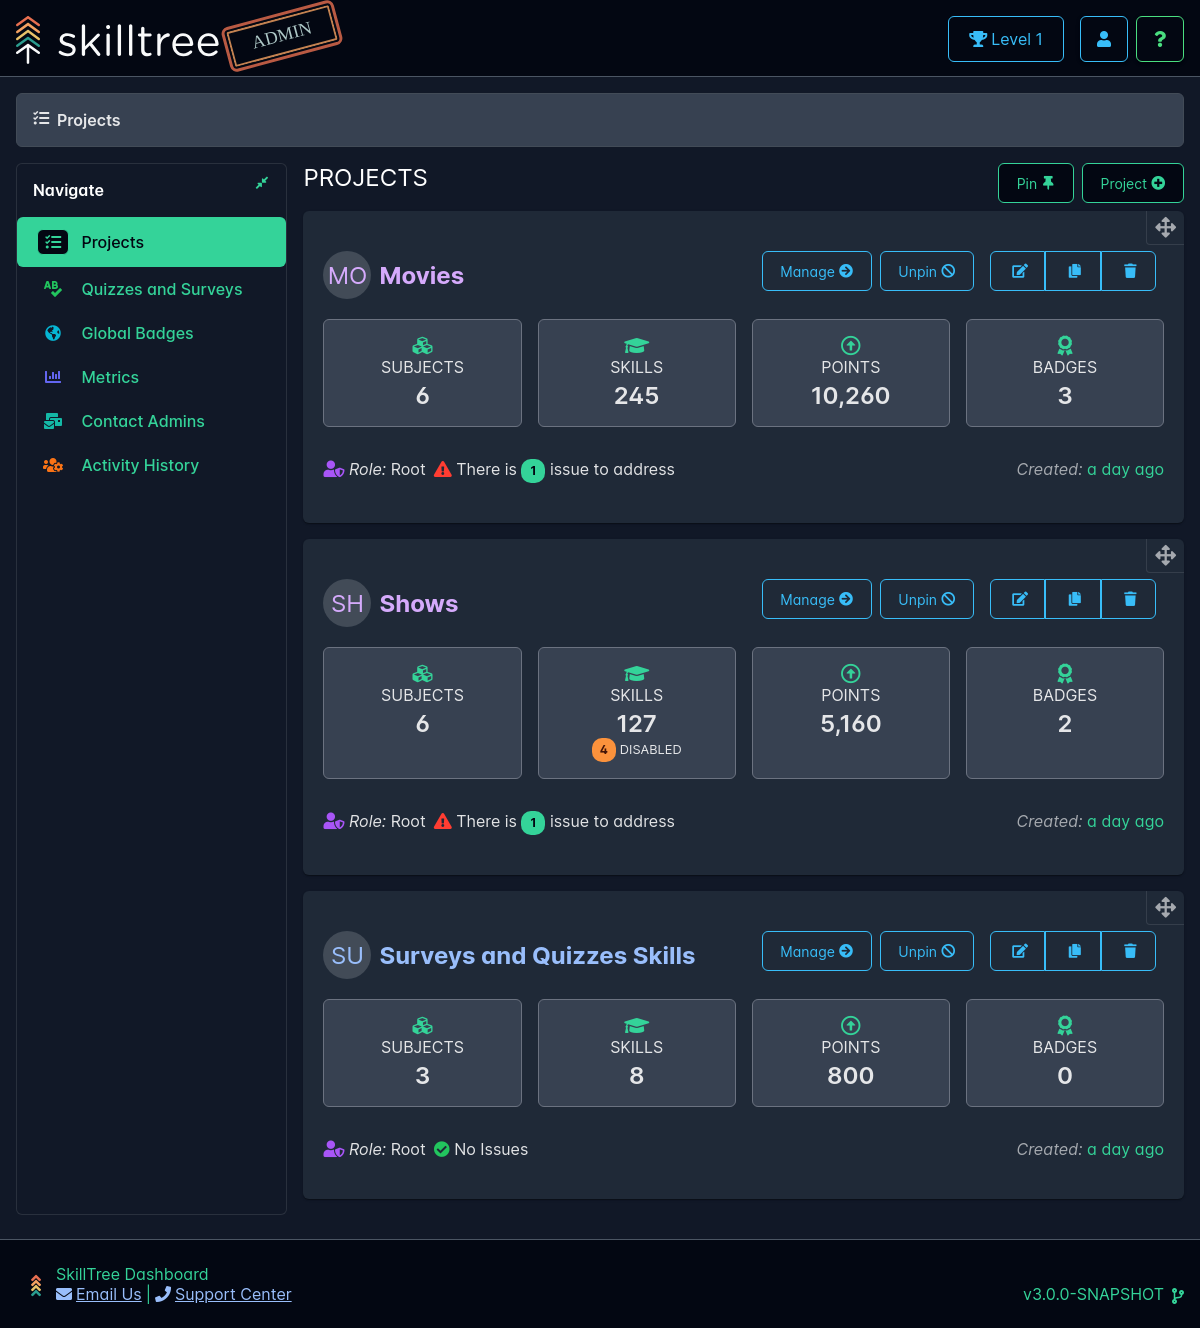 skilltree ADMIN
Level 1 ?
Projects
Navigate
Projects
AB Quizzes and Surveys
Global Badges
Metrics
Contact Admins
Activity History
PROJECTS
Pin
Project
MO Movies
Manage
Unpin
SUBJECTS
6
SKILLS
245
POINTS
10,260
BADGES
3
Role: Root There is 1 issue to address
Created: a day ago
SH Shows
Manage
Unpin
SUBJECTS
6
SKILLS
127
4 DISABLED
POINTS
5,160
BADGES
2
Role: Root There is 1 issue to address
Created: a day ago
SU Surveys and Quizzes Skills
Manage
Unpin
SUBJECTS
3
SKILLS
8
POINTS
800
BADGES
0
Role: Root No Issues
Created: a day ago
SkillTree Dashboard
Email Us | Support Center
v3.0.0-SNAPSHOT